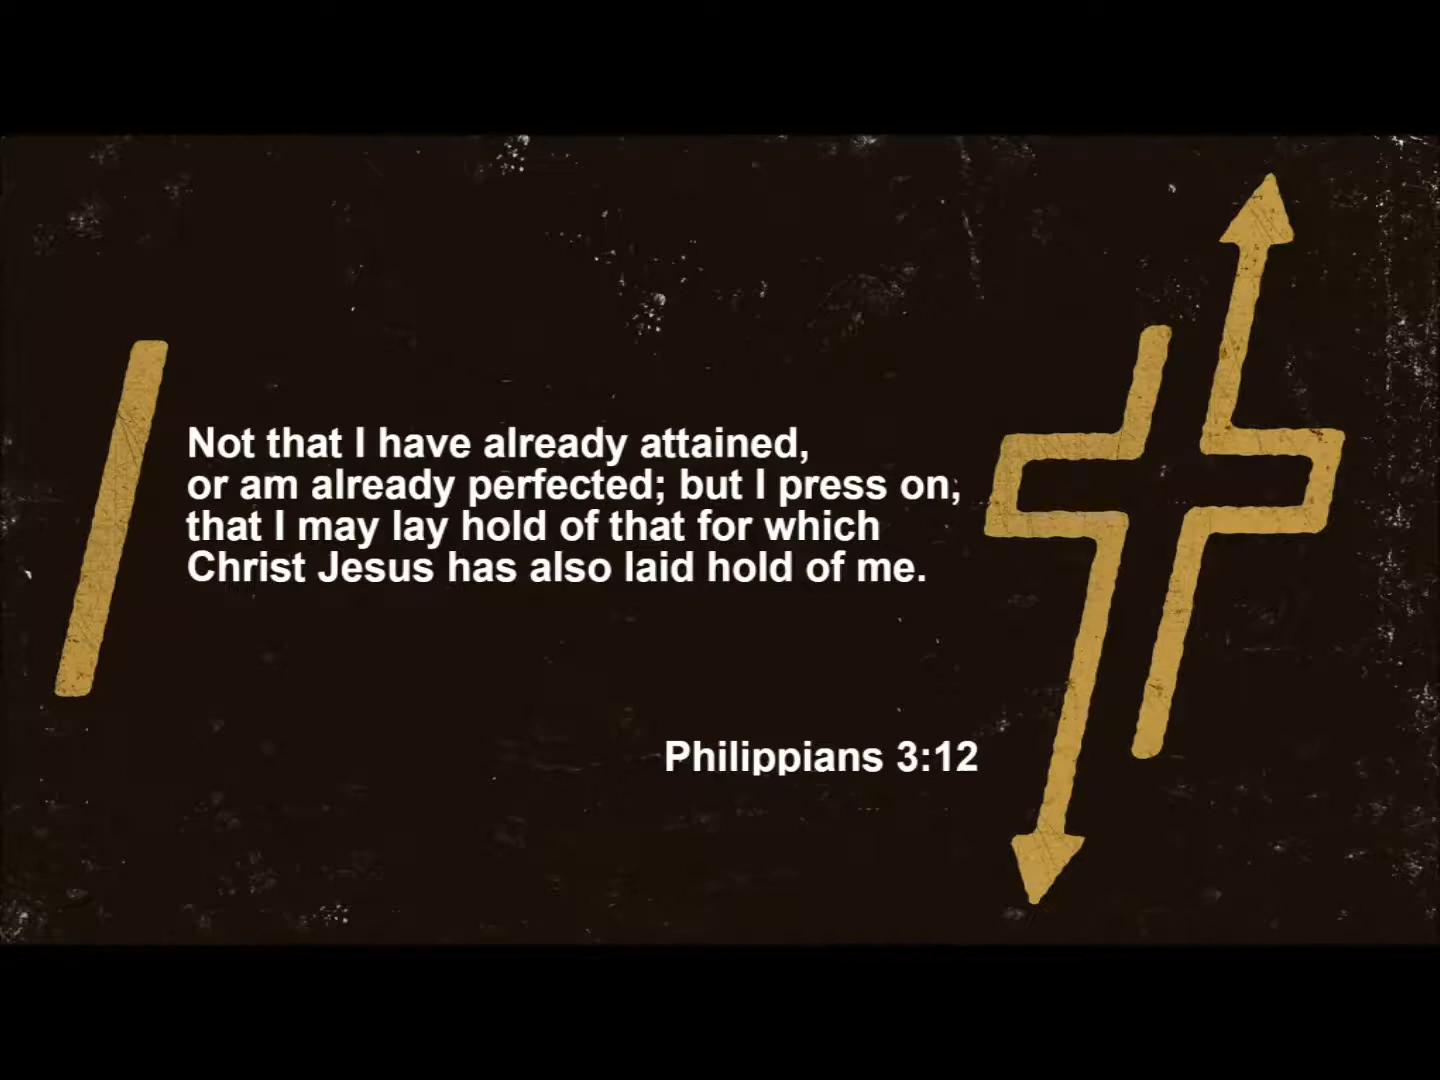 Not that I have already attained,
or am already perfected; but I press on,
that I may lay hold of that for which
Christ Jesus has also laid hold of me.
Philippians 3:12